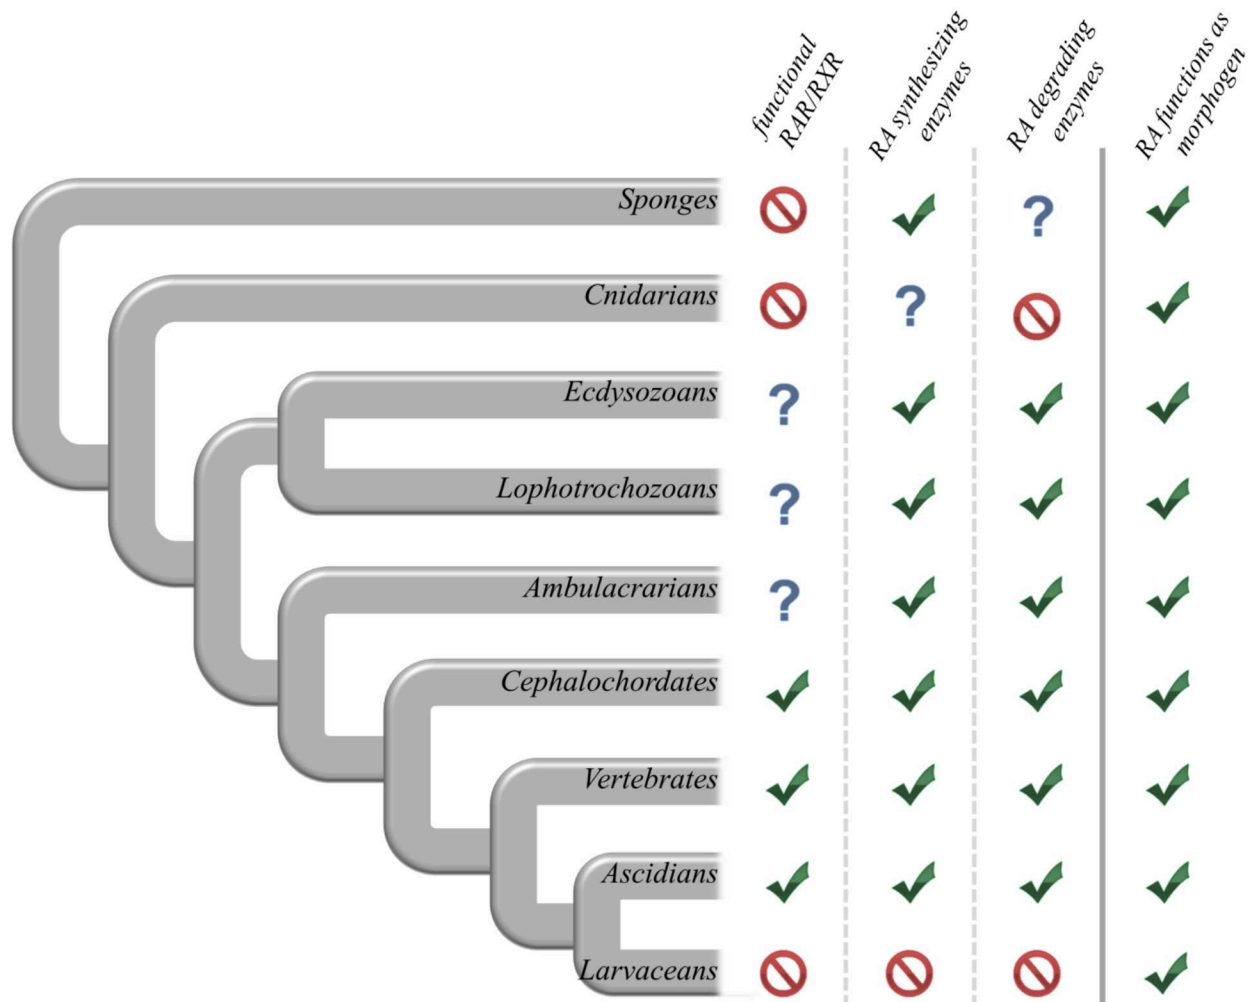 functional
RAR/RXR
RA synthesizing
enzymes
RA degrading
enzymes
RA functions as
morphogen
Sponges
?
Cnidarians
?
Ecdysozoans
?
Lophotrochozoans
?
Ambulacrarians
?
Cephalochordates
Vertebrates
Ascidians
Larvaceans